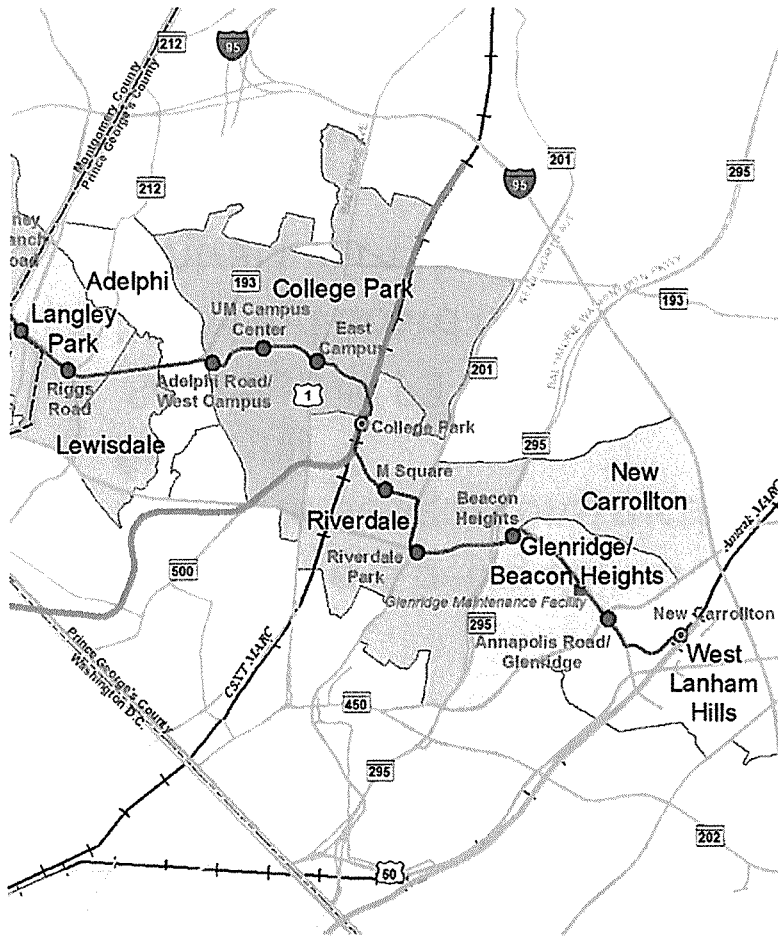 212
95
Montgomery County
Prince George's County
201
295
212
95
Adelphi
193
College Park
193
UM Campus
Center
East
Campus
Langley
Park
Riggs
Road
Adelphi Road/
West Campus
1
201
College Park
Lewisdale
295
M Square
New
Carrollton
Beacon
Heights
Riverdale
Amtrak MARC
Glenridge/
Beacon Heights
Riverdale
Park
500
Glenridge Maintenance Facility
New Carrollton
295
Annapolis Road/
Glenridge
West
Lanham
Hills
CSXT MARC
Prince George's County
Washington D.C.
450
295
202
50